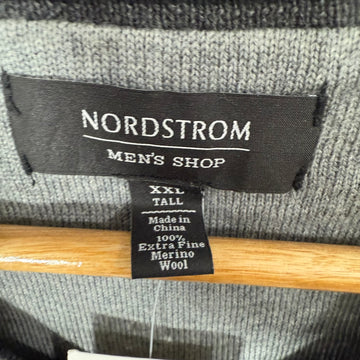 NORDSTROM
MEN'S SHOP
XXL
TALL
Made in
China
100%
Extra Fine
Merino
Wool